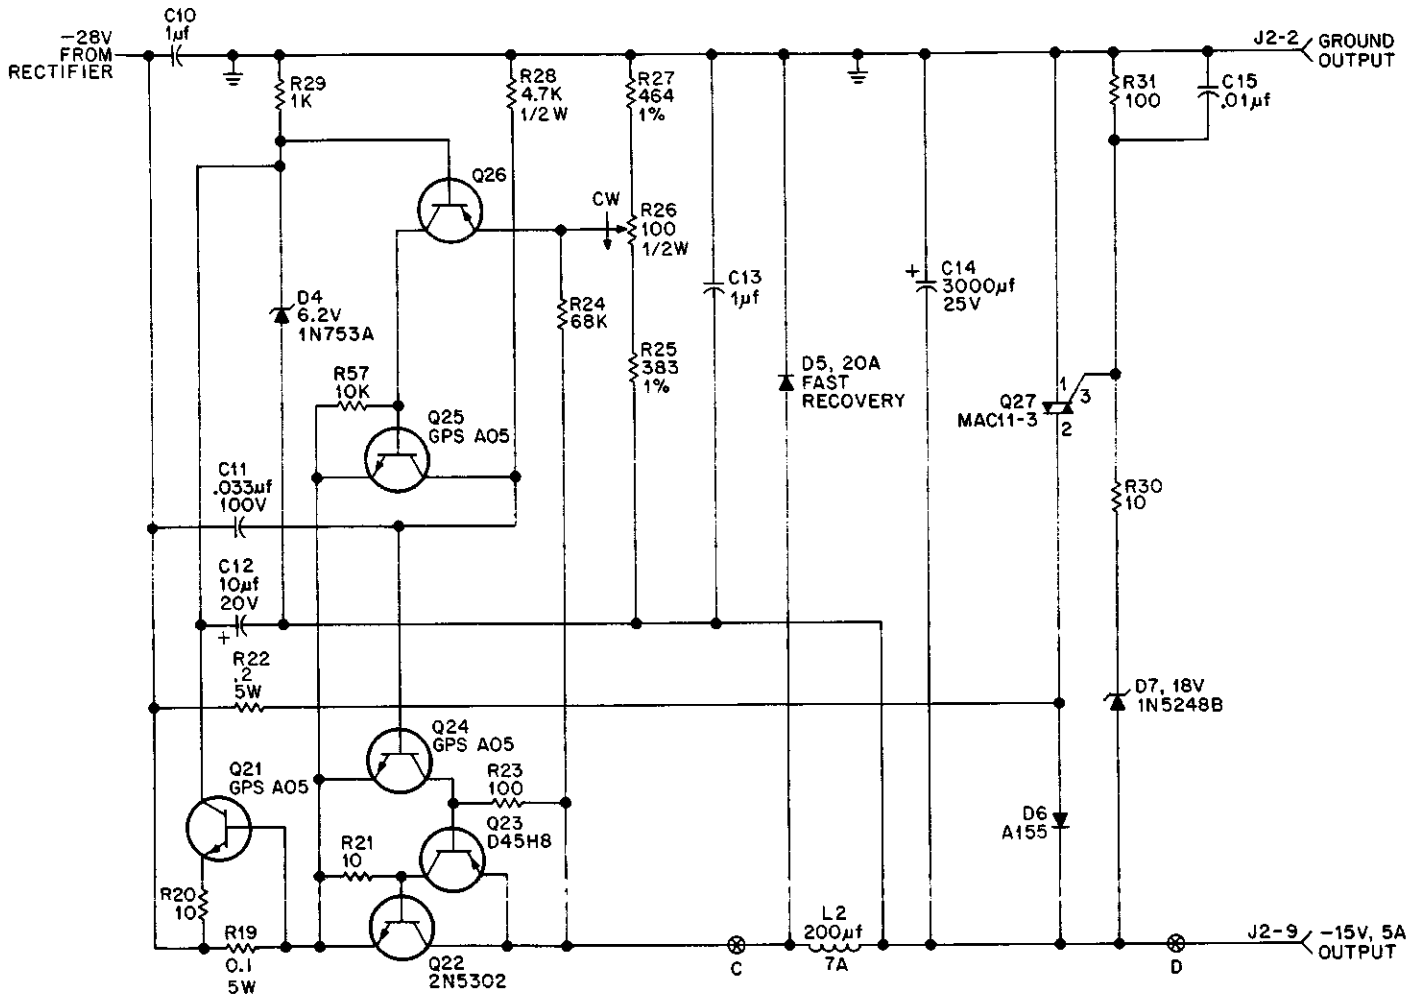 -28V
FROM
RECTIFIER
C10
1µf
J2-2
GROUND
OUTPUT
R29
1K
R28
4.7K
1/2W
R27
464
1%
R31
100
C15
.01µf
Q26
CW
R26
100
1/2W
C13
1µf
+
C14
3000µf
25V
D4
6.2V
1N753A
R24
68K
R25
383
1%
D5, 20A
FAST
RECOVERY
1
3
2
Q27
MAC11-3
R57
10K
Q25
GPS A05
C11
.033µf
100V
R30
10
C12
10µf
20V
+
R22
.2
5W
D7, 18V
1N5248B
Q24
GPS A05
Q21
GPS A05
R23
100
Q23
D45H8
D6
A155
R21
10
R20
10
R19
0.1
5W
Q22
2N5302
C
L2
200µf
7A
D
J2-9
-15V, 5A
OUTPUT